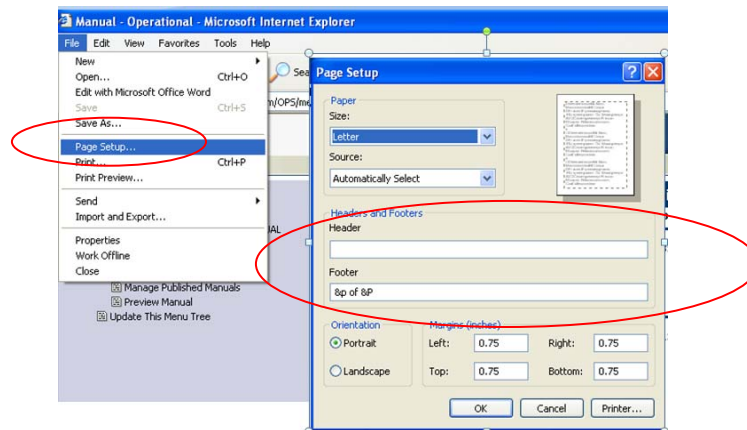 Manual - Operational - Microsoft Internet Explorer
File Edit View Favorites Tools Help
New
Open... Ctrl+O
Edit with Microsoft Office Word
Save Ctrl+S
Save As...
Page Setup...
Print... Ctrl+P
Print Preview...
Send
Import and Export...
Properties
Work Offline
Close
Sea
m/OPS/me
UAL
Manage Published Manuals
Preview Manual
Update This Menu Tree
Page Setup
Paper
Size:
Letter
Source:
Automatically Select
Headers and Footers
Header
Footer
&p of &P
Orientation
Portrait
Landscape
Margins (inches)
Left: 0.75 Right: 0.75
Top: 0.75 Bottom: 0.75
OK Cancel Printer...